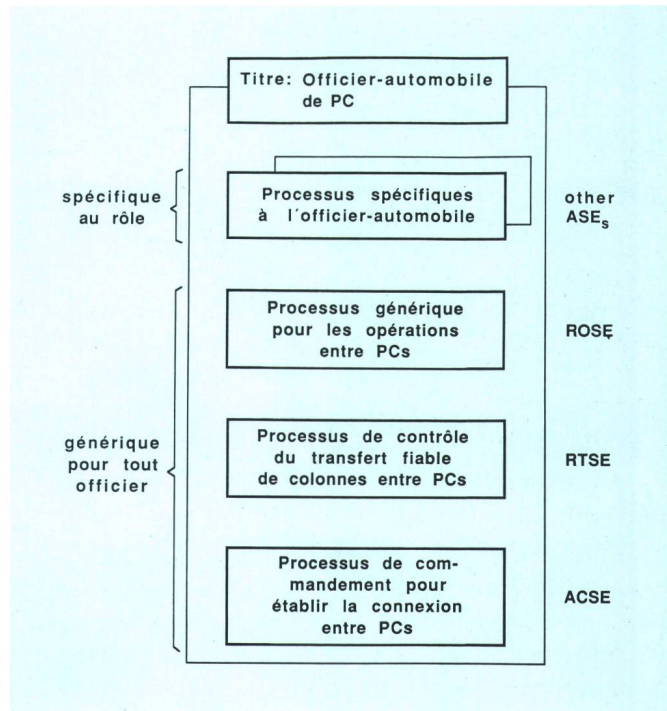 Titre: Officier-automobile
de PC
spécifique
au rôle
Processus spécifiques
à l´officier-automobile
other
ASEs
Processus générique
pour les opérations
entre PCs
ROSE
générique
pour tout
officier
Processus de contrôle
du transfert fiable
de colonnes entre PCs
RTSE
Processus de com-
mandement pour
établir la connexion
entre PCs
ACSE